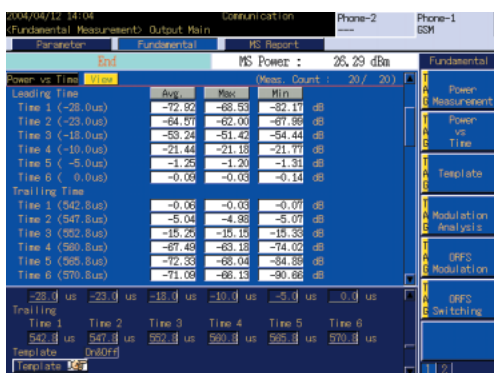 2004/04/12 14:04 Communication Phone-2 Phone-1
<Fundamental Measurement> Output Main ---- GSM
Parameter Fundamental MS Report
End MS Power : 26.29 dBm Fundamental
Power vs Time View (Meas. Count : 20/ 20)
Leading Time Avg. Max Min
Time 1 (-28.0us) -72.92 -68.53 -82.17 dB
Time 2 (-23.0us) -64.57 -62.00 -67.99 dB
Time 3 (-18.0us) -53.24 -51.42 -54.44 dB
Time 4 (-10.0us) -21.44 -21.18 -21.77 dB
Time 5 ( -5.0us) -1.25 -1.20 -1.31 dB
Time 6 ( 0.0us) -0.09 -0.03 -0.14 dB
Trailing Time
Time 1 (542.8us) -0.06 -0.03 -0.07 dB
Time 2 (547.8us) -5.04 -4.98 -5.07 dB
Time 3 (552.8us) -15.25 -15.15 -15.33 dB
Time 4 (560.8us) -67.49 -63.18 -74.02 dB
Time 5 (565.8us) -72.33 -68.04 -84.89 dB
Time 6 (570.8us) -71.09 -66.13 -90.66 dB
-28.0 us -23.0 us -18.0 us -10.0 us -5.0 us 0.0 us
Trailing
Time 1 Time 2 Time 3 Time 4 Time 5 Time 6
542.8 us 547.8 us 552.8 us 560.8 us 565.8 us 570.8 us
Template On&Off
Template
TAG
Power
Measurement
TAG
Power
vs
Time
TAG
Template
TAG
Modulation
Analysis
TAG
ORFS
Modulation
TAG
ORFS
Switching
1 2